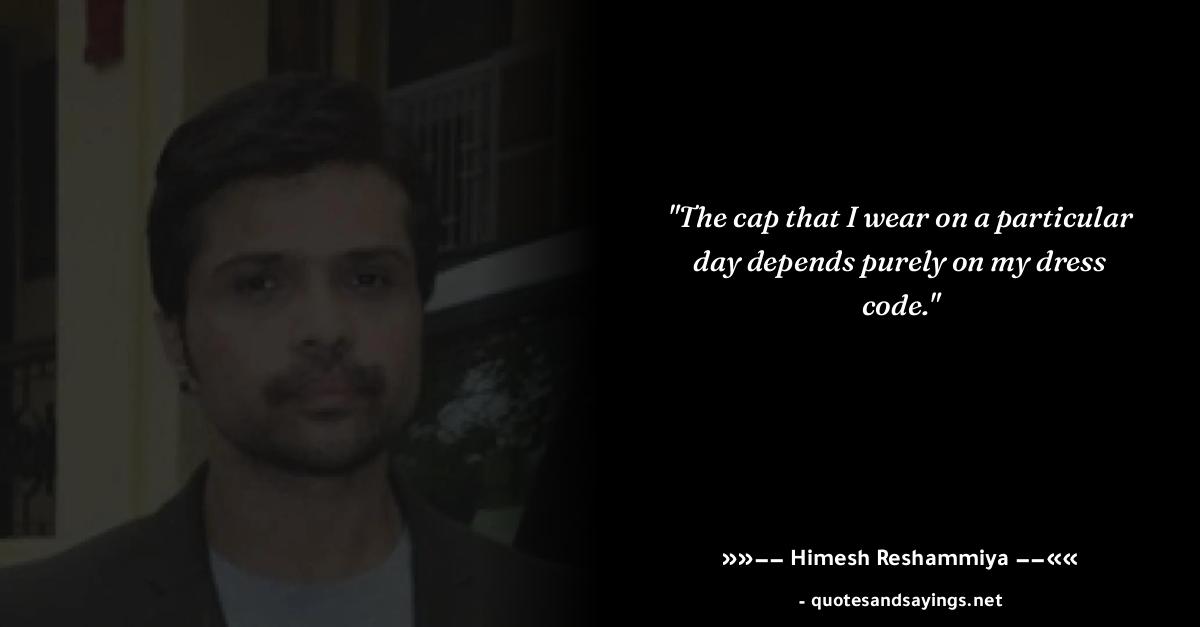 "The cap that I wear on a particular
day depends purely on my dress
code."
»»−− Himesh Reshammiya −−««
- quotesandsayings.net